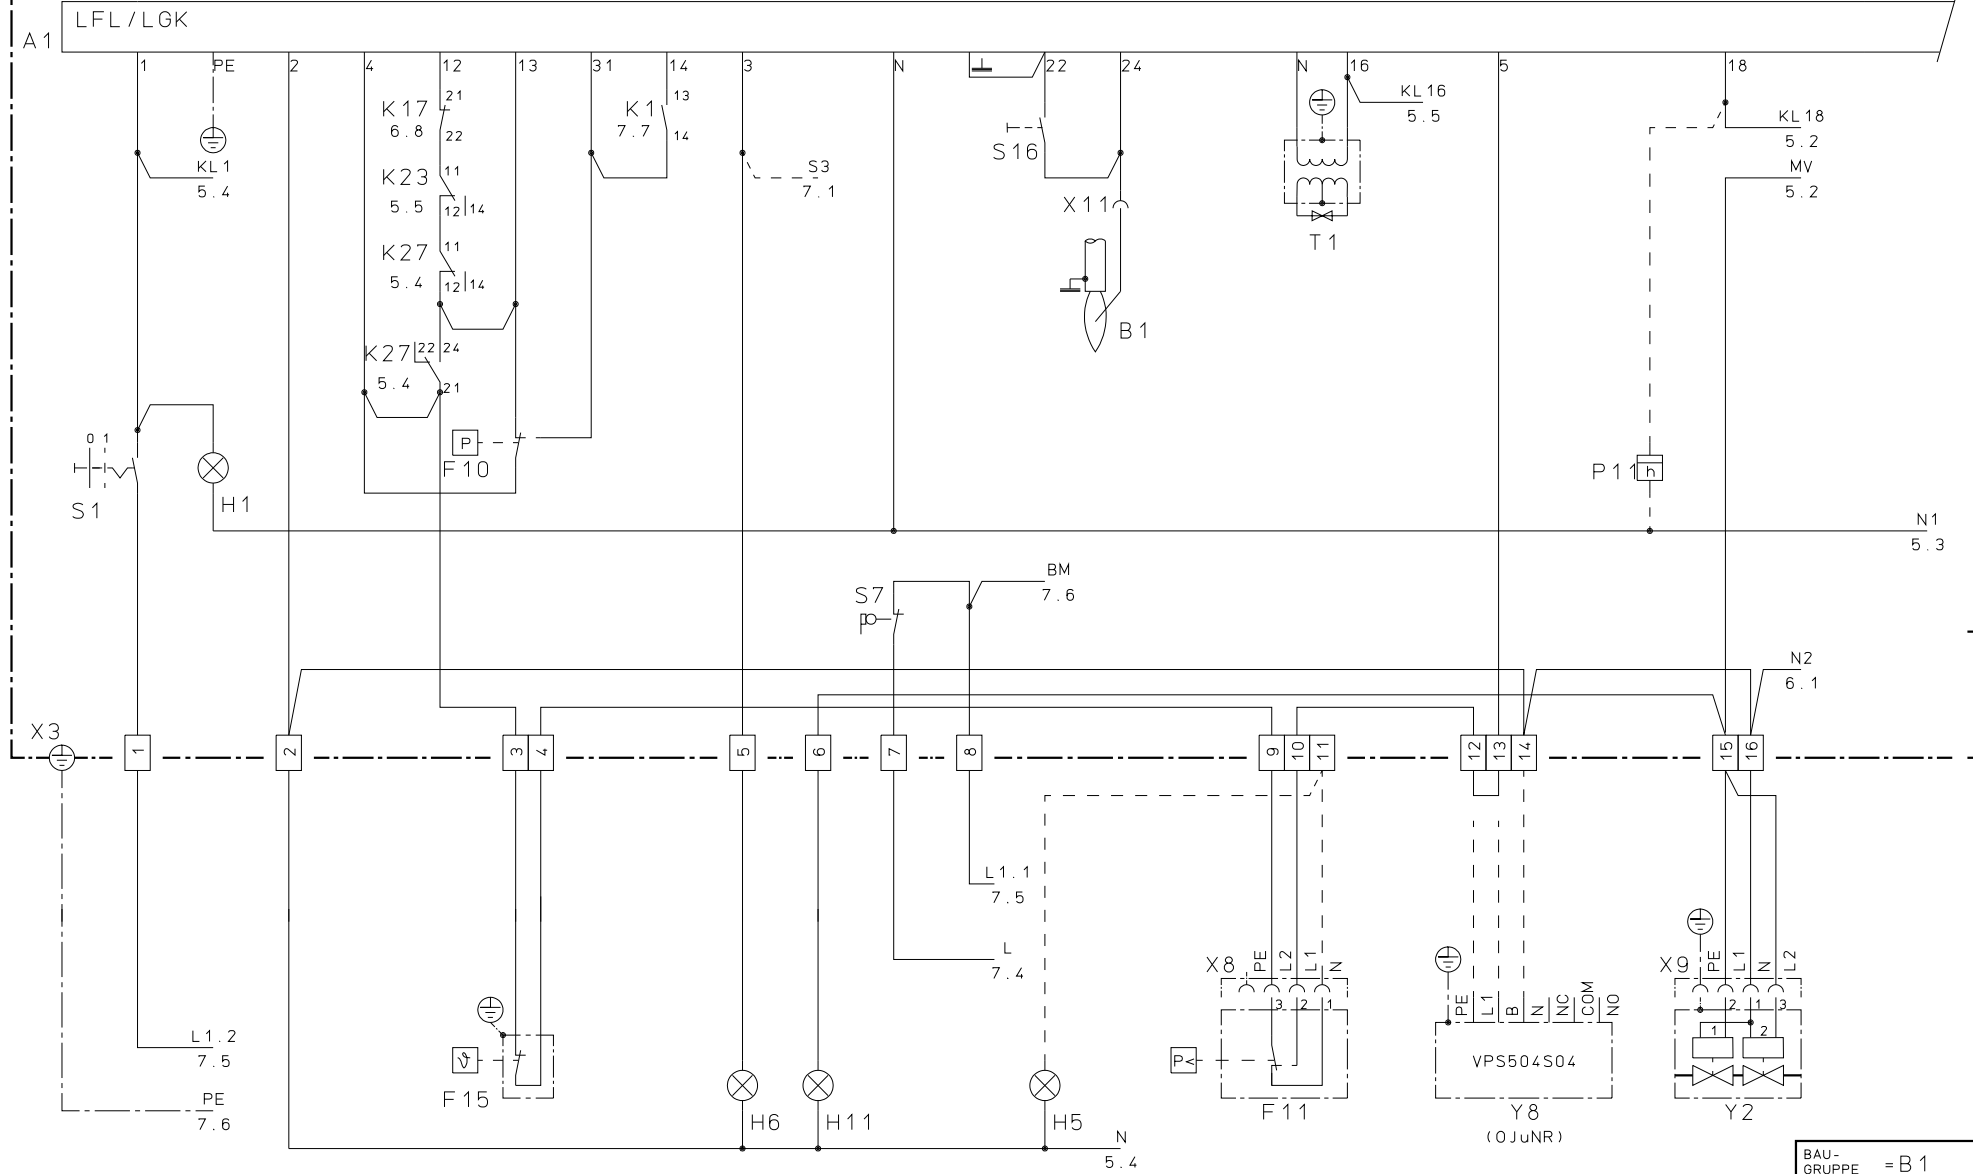 LFL/LGK
A1
1 PE 2 4 12 13 31 14 3 N 22 24 N 16 5 18
21 13
K17 K1 KL16
6.8 22 7.7 14 5.5
KL18
5.2
S16
KL1 11 S3 MV
5.4 K23 7.1 5.2
5.5 12 14
X11
K27 11 T1
5.4 12 14
B1
K27 22 24
5.4 21
0 1
P
F10
P11 h
S1 H1
N1
5.3
BM
S7 7.6
N2
6.1
X3
1 2 3 4 5 6 7 8 9 10 11 12 13 14 15 16
L1.1
7.5
L
7.4
X8 PE L2 L1 N
X9 PE L1 N L2
3 2 1
PE L1 B N NC COM NO
2 1 3
1 2
L1.2
7.5
ϑ
P<
VPS504S04
PE
7.6
F15
H6 H11 H5
F11
Y8
(OJuNR)
Y2
N
5.4
BAU-
GRUPPE =B1